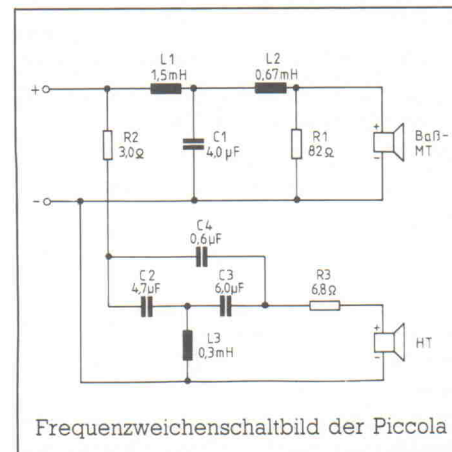 L1
1,5mH
L2
0,67mH
+
R2
3,0Ω
C1
4,0µF
R1
82Ω
+
-
Baß-
MT
-
C4
0,6µF
C2
4,7µF
C3
6,0µF
R3
6,8Ω
L3
0,3mH
+
-
HT
Frequenzweichenschaltbild der Piccola